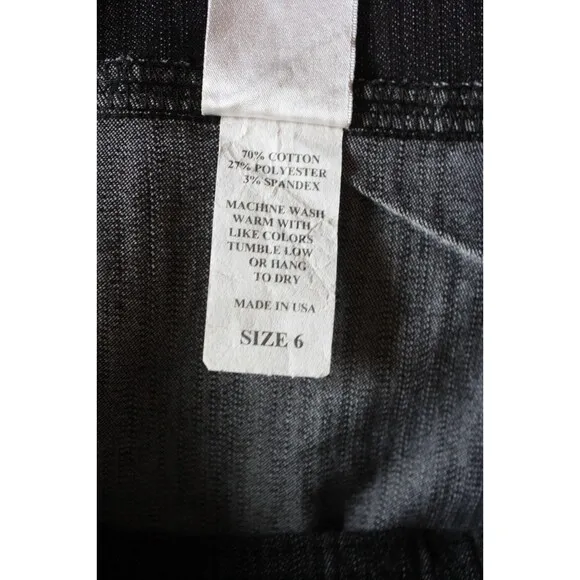 70% COTTON
27% POLYESTER
3% SPANDEX
MACHINE WASH
WARM WITH
LIKE COLORS
TUMBLE LOW
OR HANG
TO DRY
MADE IN USA
SIZE 6